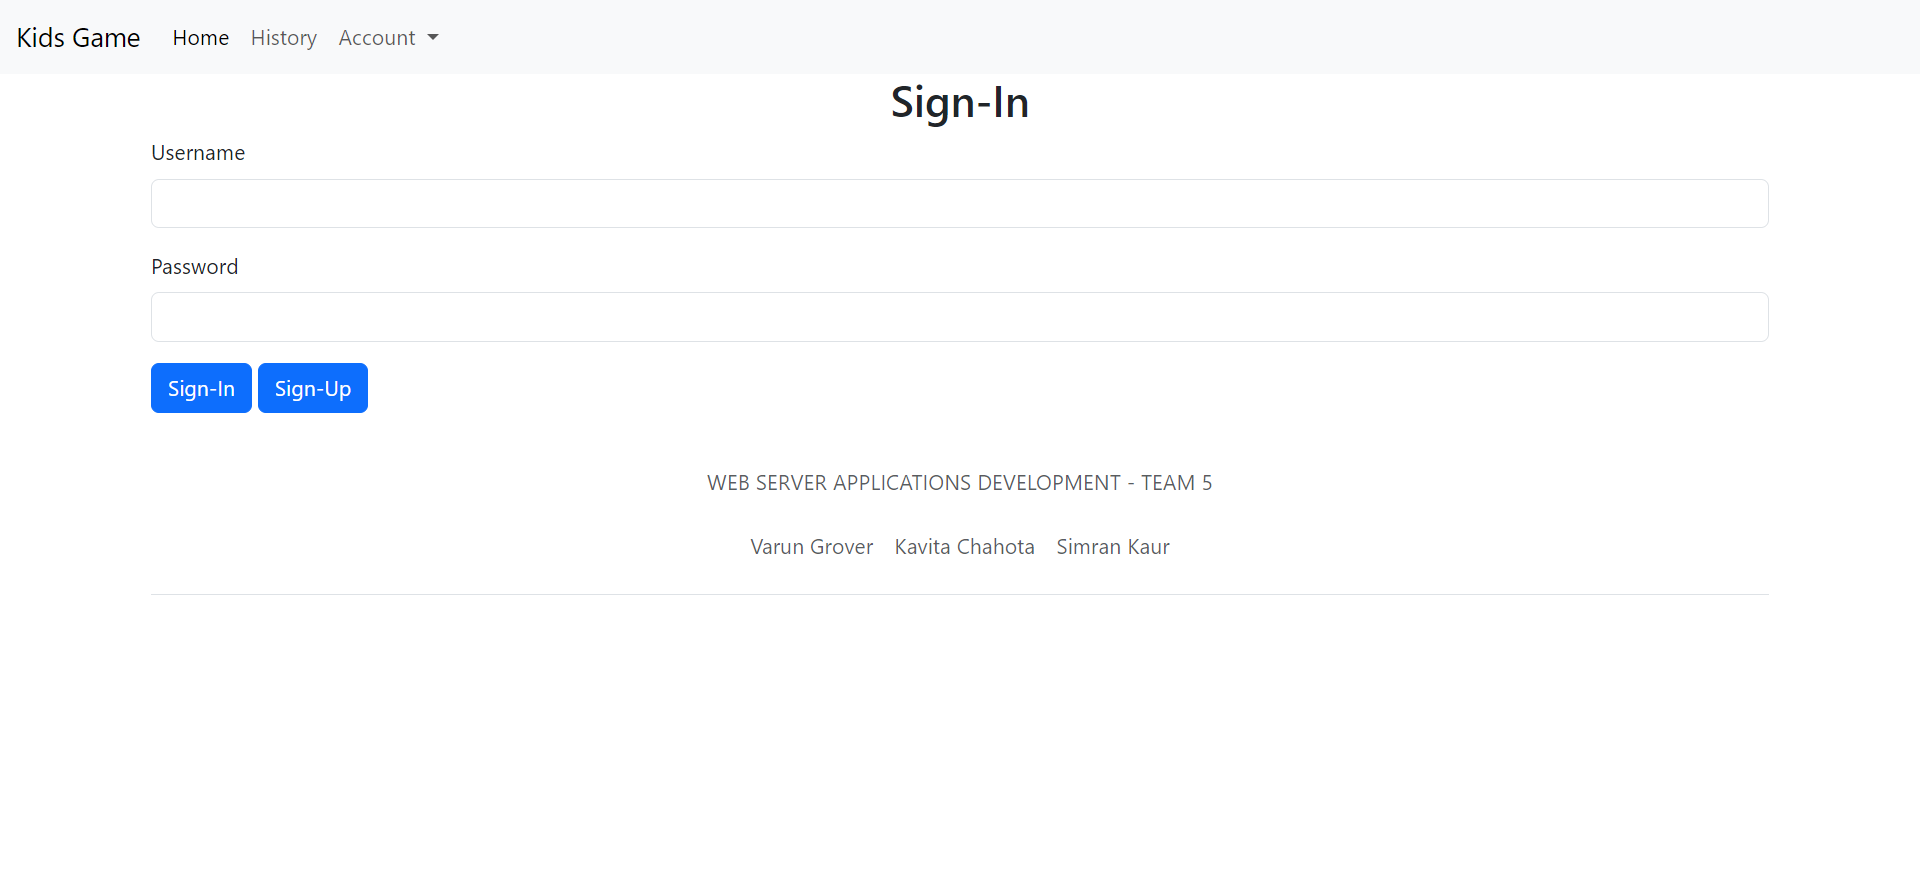 Kids Game Home History Account
Sign-In
Username
Password
Sign-In Sign-Up
WEB SERVER APPLICATIONS DEVELOPMENT - TEAM 5
Varun Grover Kavita Chahota Simran Kaur